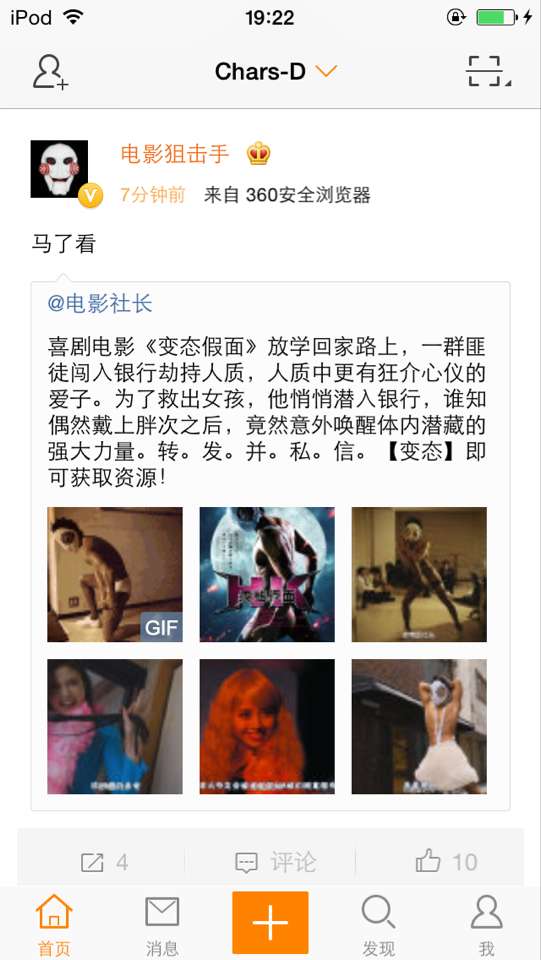 iPod 19:22
Chars-D
电影狙击手
V
7分钟前 来自 360安全浏览器
马了看
@电影社长
喜剧电影《变态假面》放学回家路上，一群匪
徒闯入银行劫持人质，人质中更有狂介心仪的
爱子。为了救出女孩，他悄悄潜入银行，谁知
偶然戴上胖次之后，竟然意外唤醒体内潜藏的
强大力量。转。发。并。私。信。【变态】即
可获取资源！
GIF
4 评论 10
首页 消息 发现 我